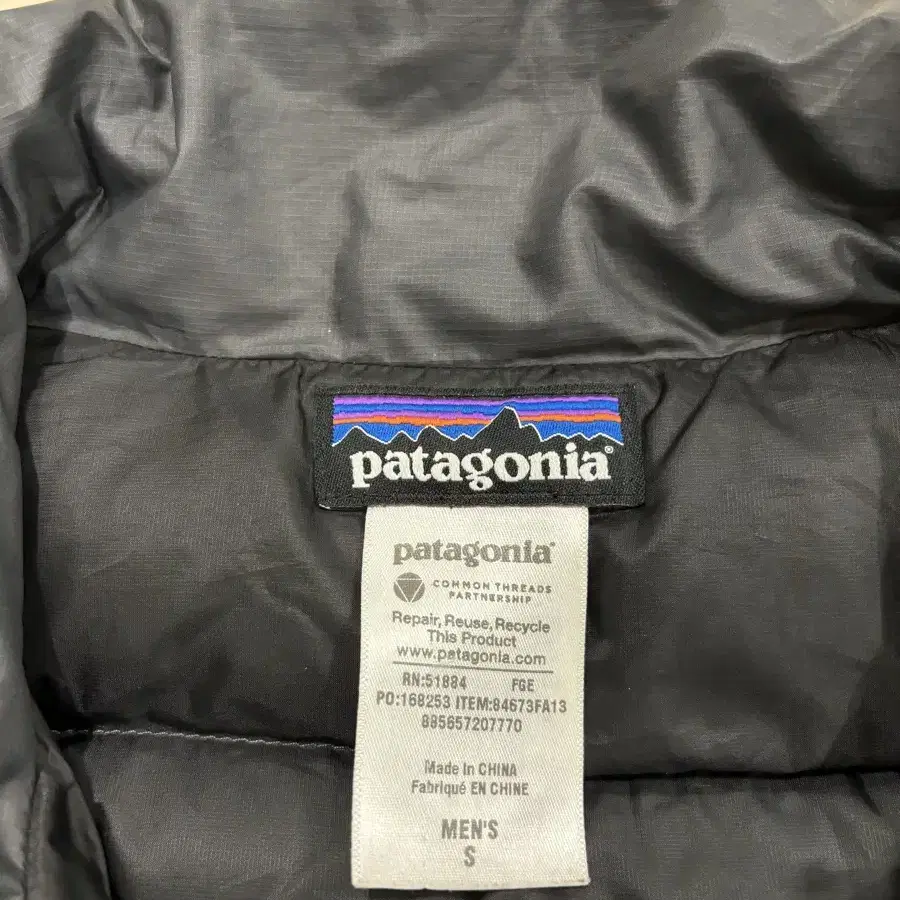 patagonia®
patagonia®
COMMON THREADS
PARTNERSHIP
Repair, Reuse, Recycle
This Product
www.patagonia.com
RN:51884 FGE
PO:168253 ITEM:84673FA13
885657207770
Made In CHINA
Fabriqué EN CHINE
MEN'S
S